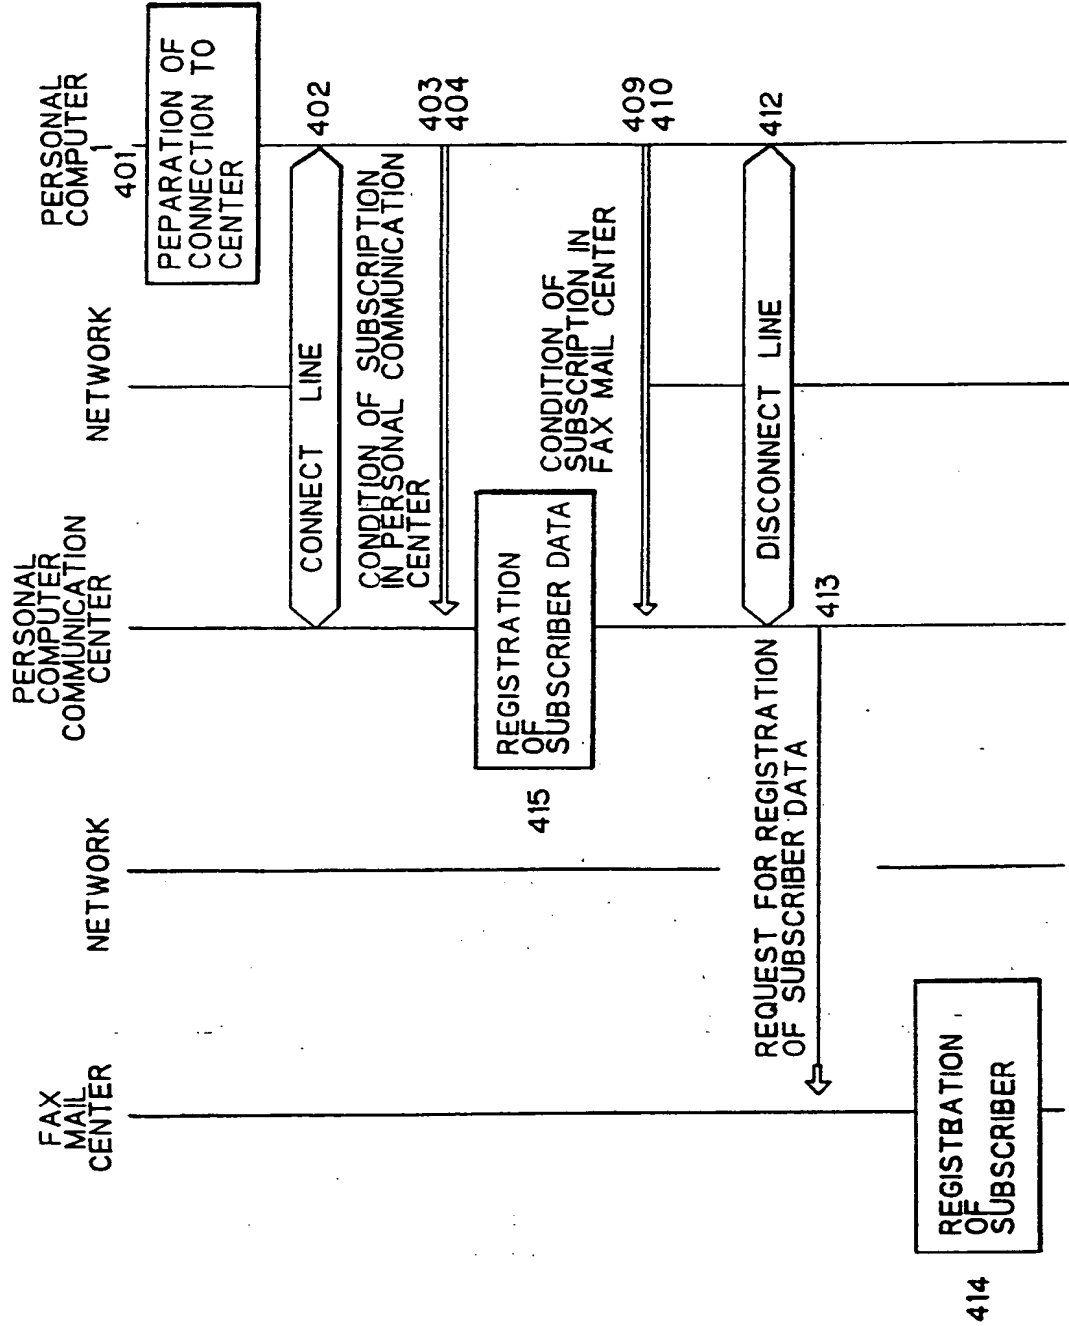 PERSONAL
COMPUTER
1
401
PEPARATION OF
CONNECTION TO
CENTER
NETWORK
PERSONAL
COMPUTER
COMMUNICATION
CENTER
NETWORK
FAX
MAIL
CENTER
CONNECT LINE
402
CONDITION OF SUBSCRIPTION
IN PERSONAL COMMUNICATION
CENTER
403
404
REGISTRATION
OF
SUBSCRIBER DATA
415
CONDITION OF
SUBSCRIPTION IN
FAX MAIL CENTER
409
410
DISCONNECT LINE
412
REQUEST FOR REGISTRATION
OF SUBSCRIBER DATA
413
REGISTBATION
OF
SUBSCRIBER
414